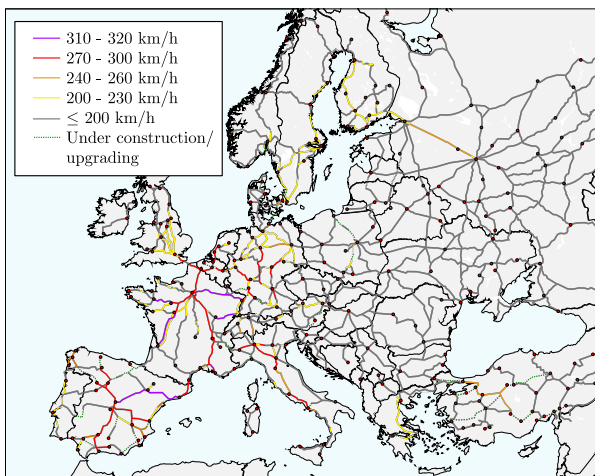 310 - 320 km/h
270 - 300 km/h
240 - 260 km/h
200 - 230 km/h
≤ 200 km/h
Under construction/
upgrading